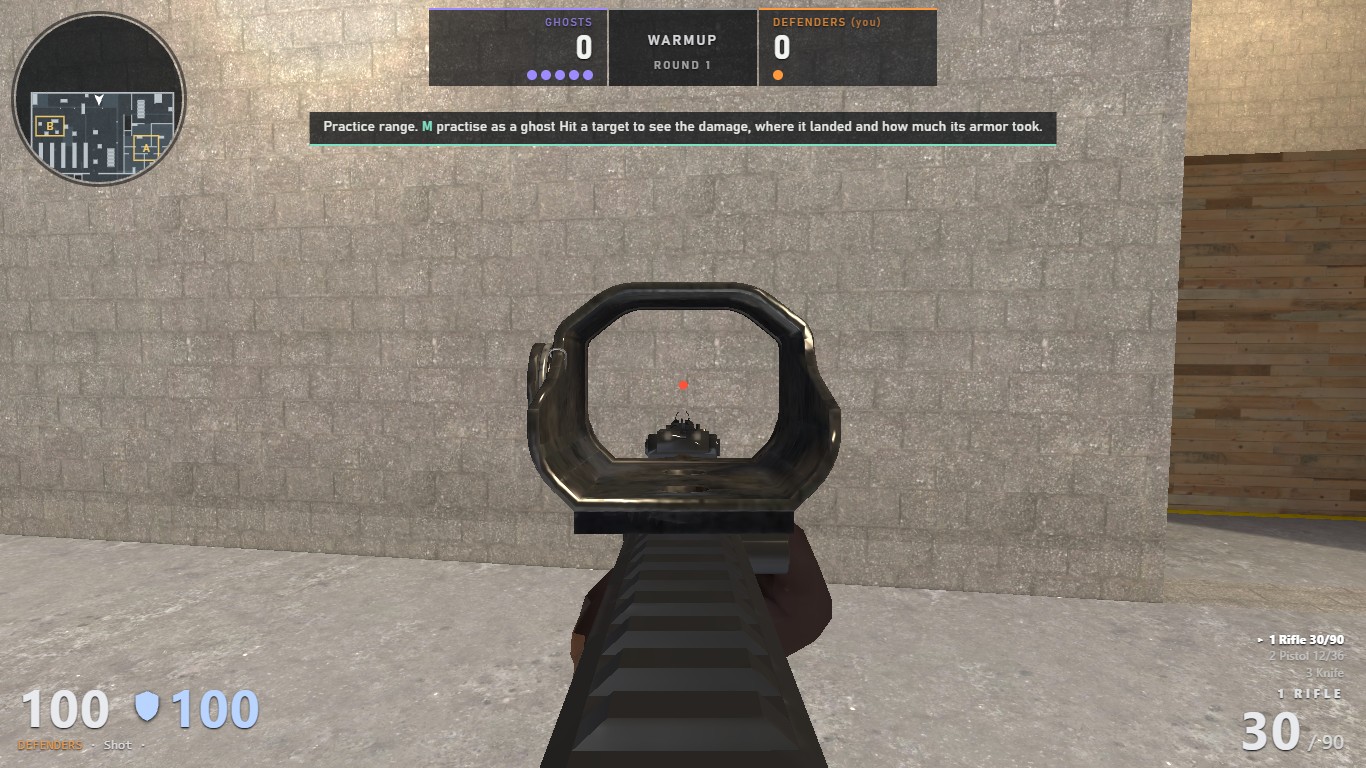 GHOSTS
0
WARMUP
ROUND 1
DEFENDERS (you)
0
Practice range. M practise as a ghost Hit a target to see the damage, where it landed and how much its armor took.
B
A
1 Rifle 30/90
2 Pistol 12/36
3 Knife
1 RIFLE
30 / 90
100 100
DEFENDERS · Shot ·